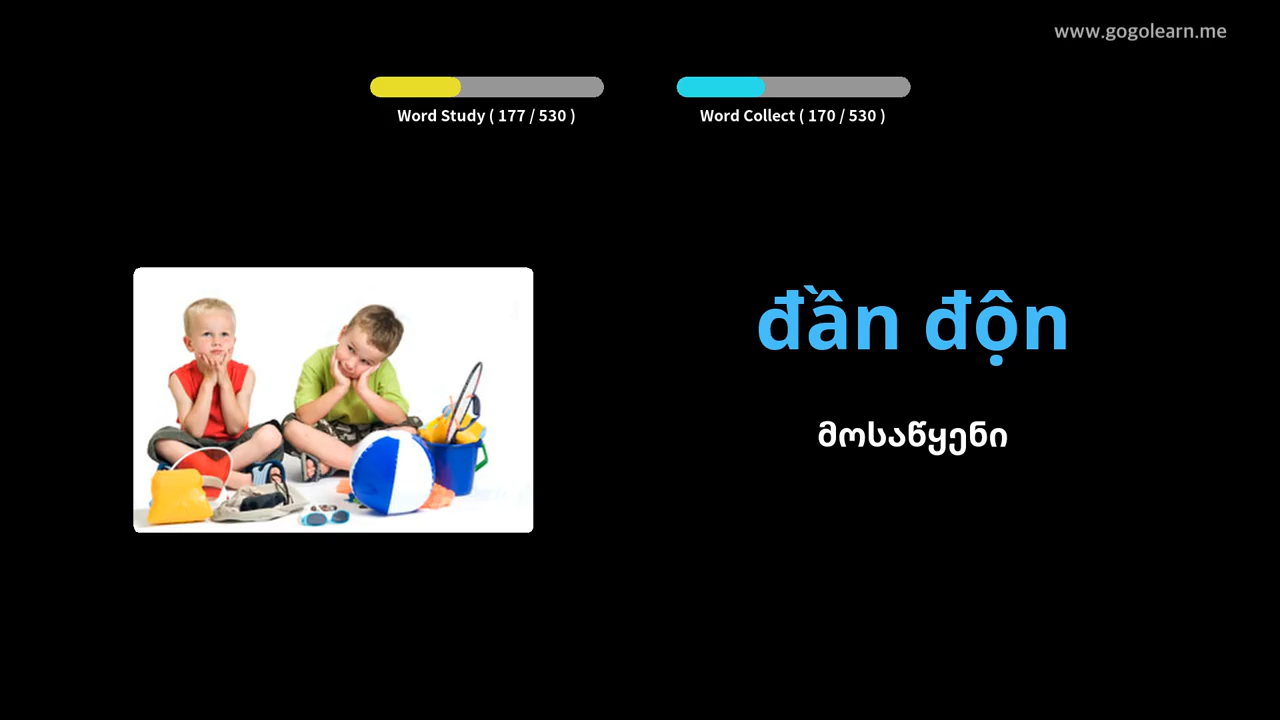 www.gogolearn.me
Word Study ( 177 / 530 )
Word Collect ( 170 / 530 )
đần độn
მოსაწყენი